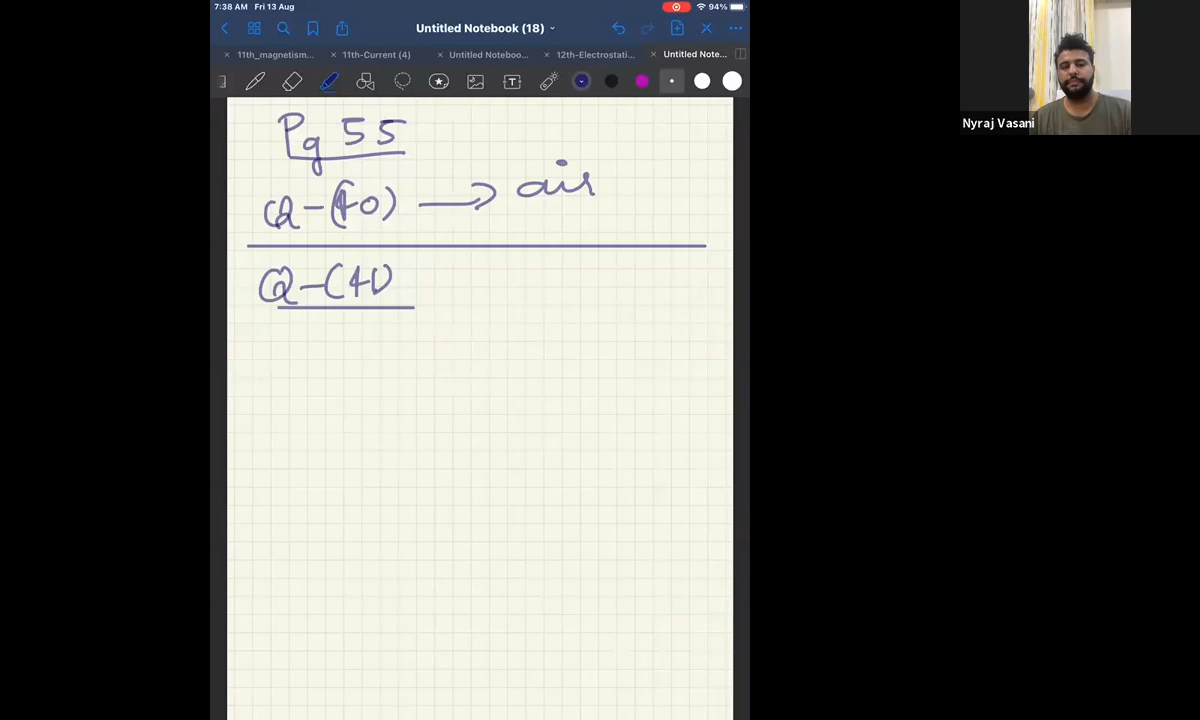 7:38 AM Fri 13 Aug
94%
Untitled Notebook (18)
11th_magnetism...
11th-Current (4)
Untitled Noteboo...
12th-Electrostati...
Untitled Note...
Nyraj Vasani
Pg 55
Q-(40) → air
Q-(41)